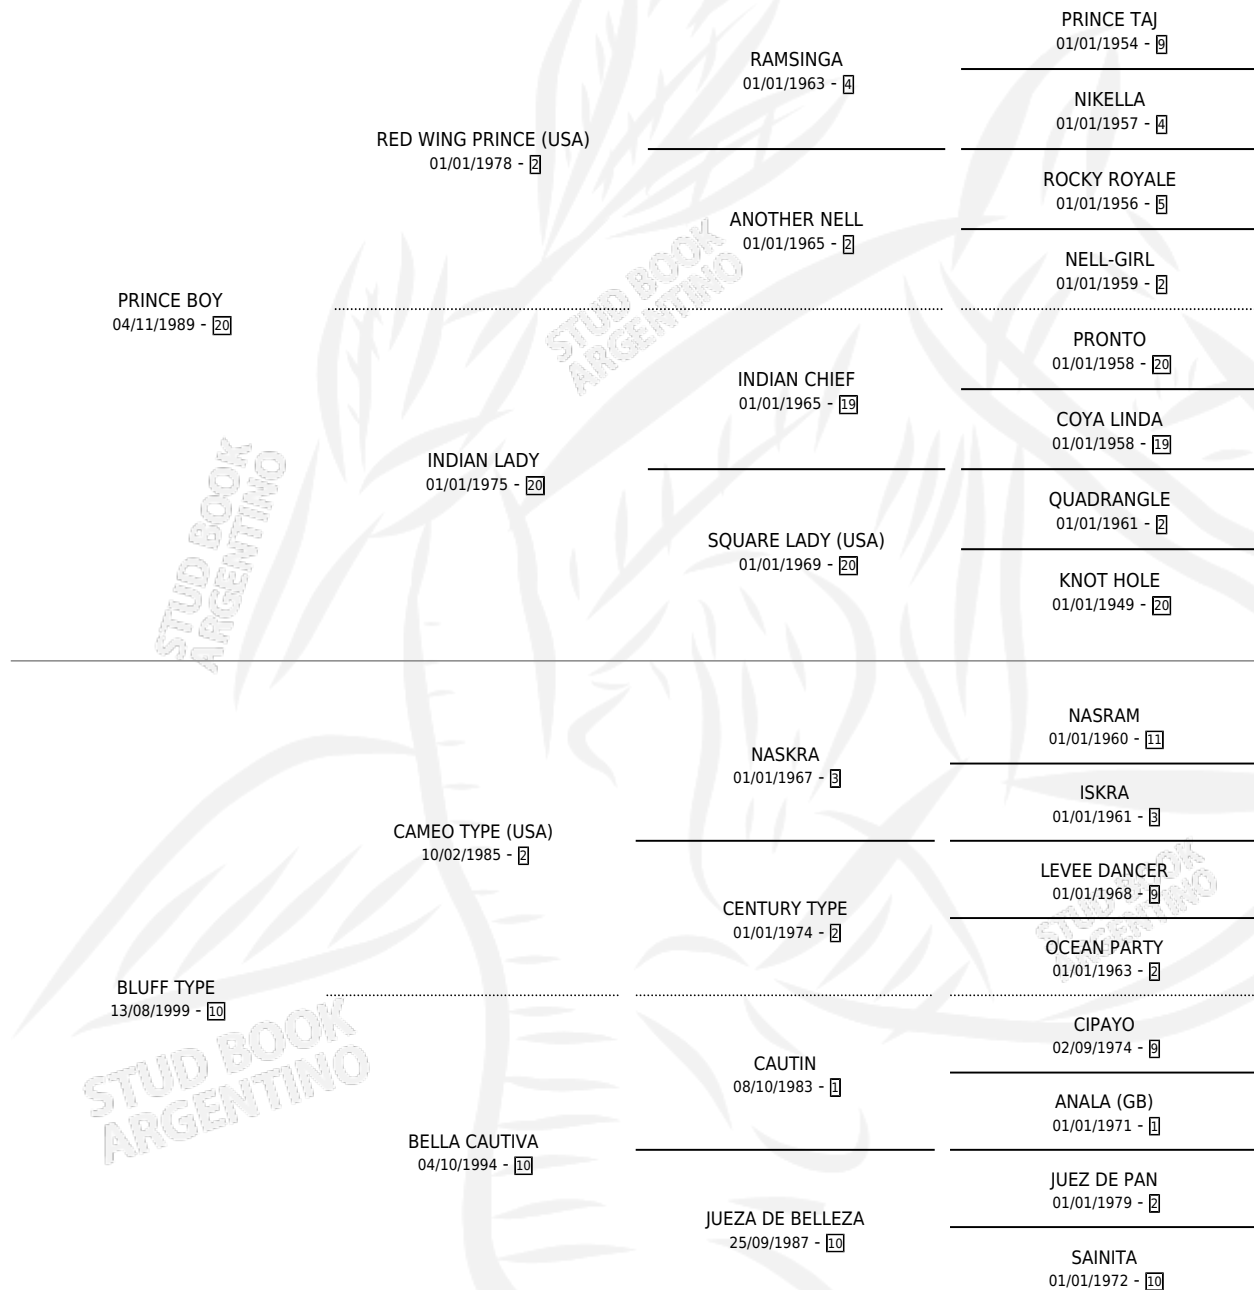 PRINCE TAJ
01/01/1954 - 9
RAMSINGA
01/01/1963 - 4
NIKELLA
01/01/1957 - 4
RED WING PRINCE (USA)
01/01/1978 - 2
ROCKY ROYALE
01/01/1956 - 5
ANOTHER NELL
01/01/1965 - 2
NELL-GIRL
01/01/1959 - 2
PRINCE BOY
04/11/1989 - 20
PRONTO
01/01/1958 - 20
INDIAN CHIEF
01/01/1965 - 19
COYA LINDA
01/01/1958 - 19
INDIAN LADY
01/01/1975 - 20
QUADRANGLE
01/01/1961 - 2
SQUARE LADY (USA)
01/01/1969 - 20
KNOT HOLE
01/01/1949 - 20
NASRAM
01/01/1960 - 11
NASKRA
01/01/1967 - 3
ISKRA
01/01/1961 - 3
CAMEO TYPE (USA)
10/02/1985 - 2
LEVEE DANCER
01/01/1968 - 9
CENTURY TYPE
01/01/1974 - 2
OCEAN PARTY
01/01/1963 - 2
BLUFF TYPE
13/08/1999 - 10
CIPAYO
02/09/1974 - 9
CAUTIN
08/10/1983 - 1
ANALA (GB)
01/01/1971 - 1
BELLA CAUTIVA
04/10/1994 - 10
JUEZ DE PAN
01/01/1979 - 2
JUEZA DE BELLEZA
25/09/1987 - 10
SAINITA
01/01/1972 - 10
STUD BOOK
ARGENTINO
STUD BOOK
ARGENTINO
STUD BOOK
ARGENTINO
STUD BOOK
ARGENTINO